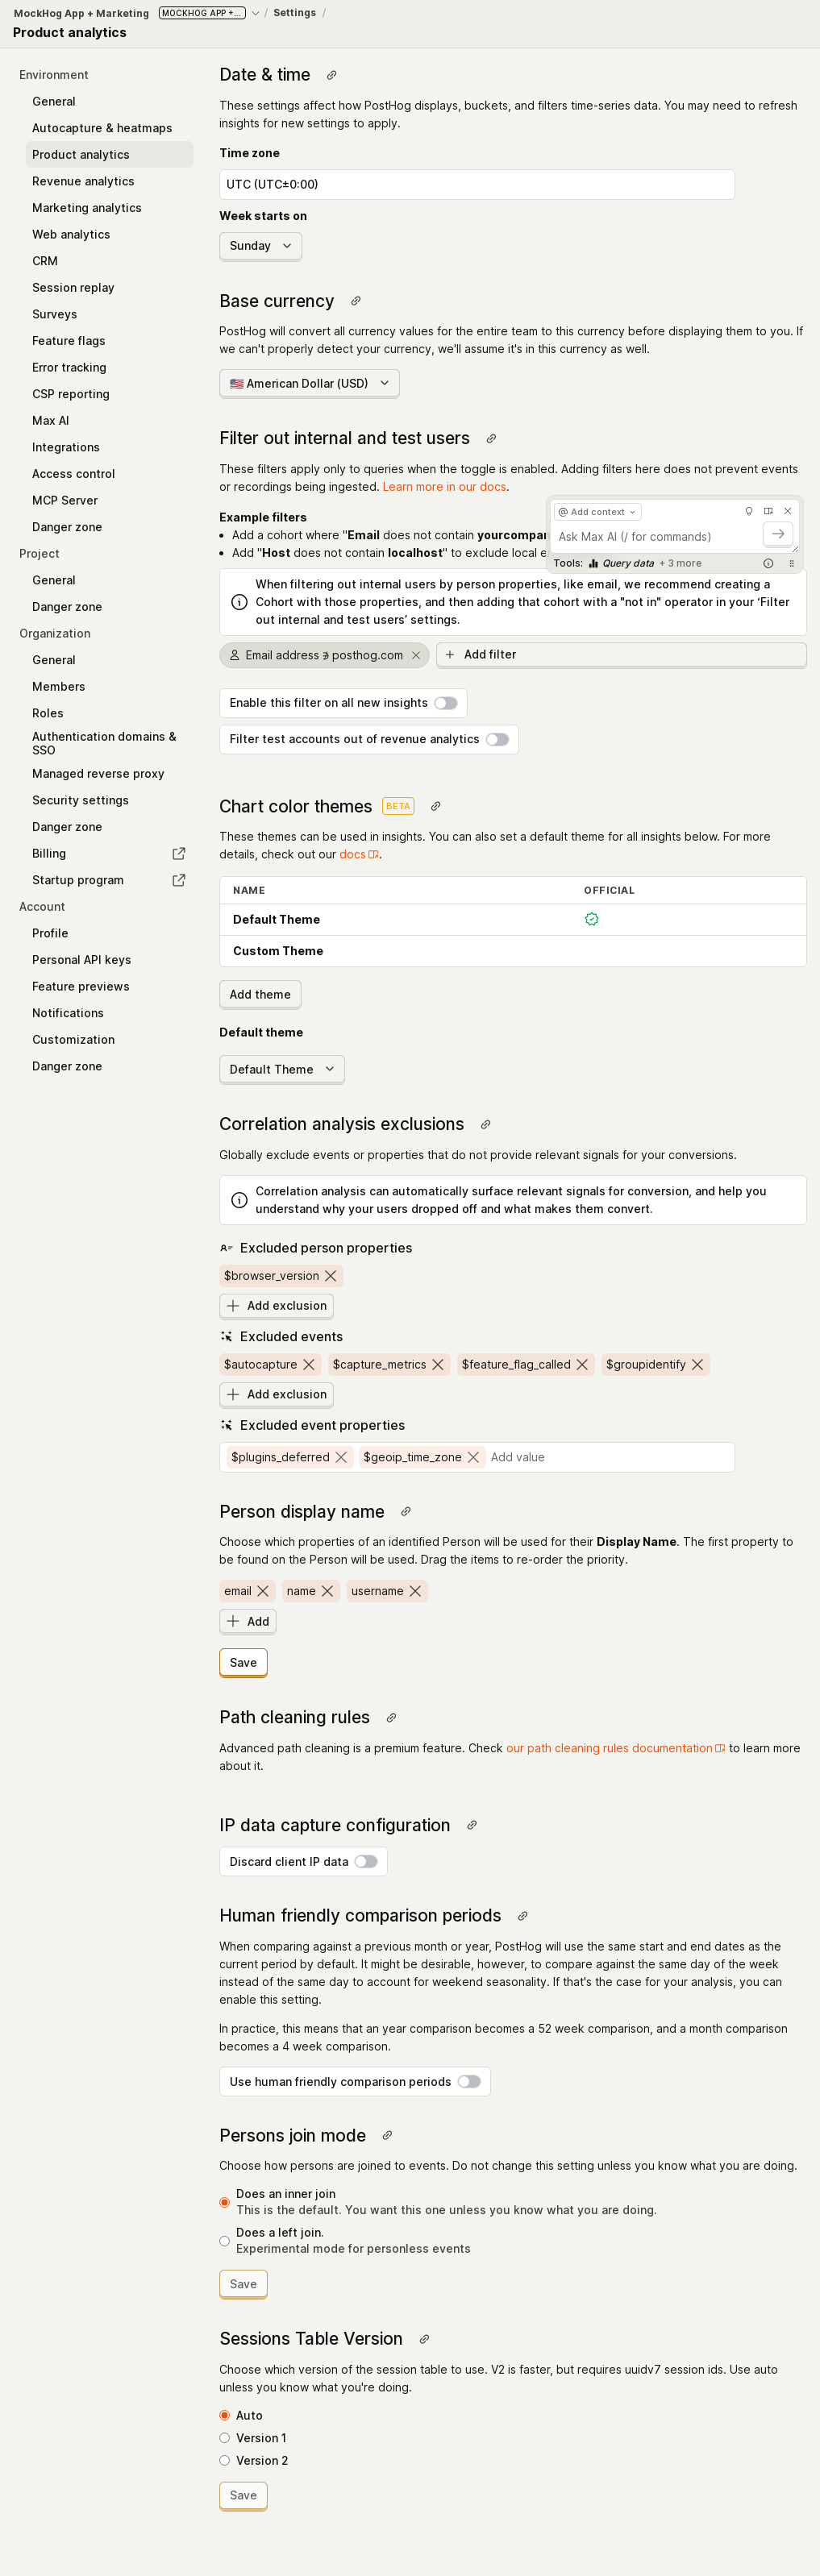 MockHog App + Marketing MOCKHOG APP +... / Settings /
Product analytics
Environment
General
Autocapture & heatmaps
Product analytics
Revenue analytics
Marketing analytics
Web analytics
CRM
Session replay
Surveys
Feature flags
Error tracking
CSP reporting
Max AI
Integrations
Access control
MCP Server
Danger zone
Project
General
Danger zone
Organization
General
Members
Roles
Authentication domains &
SSO
Managed reverse proxy
Security settings
Danger zone
Billing
Startup program
Account
Profile
Personal API keys
Feature previews
Notifications
Customization
Danger zone
Date & time
These settings affect how PostHog displays, buckets, and filters time-series data. You may need to refresh
insights for new settings to apply.
Time zone
UTC (UTC±0:00)
Week starts on
Sunday
Base currency
PostHog will convert all currency values for the entire team to this currency before displaying them to you. If
we can't properly detect your currency, we'll assume it's in this currency as well.
🇺🇸 American Dollar (USD)
Filter out internal and test users
These filters apply only to queries when the toggle is enabled. Adding filters here does not prevent events
or recordings being ingested. Learn more in our docs.
Example filters
Add a cohort where "Email does not contain yourcompan
Add "Host does not contain localhost" to exclude local e
@ Add context
Ask Max AI (/ for commands)
Tools: Query data + 3 more
When filtering out internal users by person properties, like email, we recommend creating a
Cohort with those properties, and then adding that cohort with a "not in" operator in your ‘Filter
out internal and test users’ settings.
Email address ∌ posthog.com
Add filter
Enable this filter on all new insights
Filter test accounts out of revenue analytics
Chart color themes BETA
These themes can be used in insights. You can also set a default theme for all insights below. For more
details, check out our docs.
NAME OFFICIAL
Default Theme
Custom Theme
Add theme
Default theme
Default Theme
Correlation analysis exclusions
Globally exclude events or properties that do not provide relevant signals for your conversions.
Correlation analysis can automatically surface relevant signals for conversion, and help you
understand why your users dropped off and what makes them convert.
Excluded person properties
$browser_version
Add exclusion
Excluded events
$autocapture $capture_metrics $feature_flag_called $groupidentify
Add exclusion
Excluded event properties
$plugins_deferred $geoip_time_zone Add value
Person display name
Choose which properties of an identified Person will be used for their Display Name. The first property to
be found on the Person will be used. Drag the items to re-order the priority.
email name username
Add
Save
Path cleaning rules
Advanced path cleaning is a premium feature. Check our path cleaning rules documentation to learn more
about it.
IP data capture configuration
Discard client IP data
Human friendly comparison periods
When comparing against a previous month or year, PostHog will use the same start and end dates as the
current period by default. It might be desirable, however, to compare against the same day of the week
instead of the same day to account for weekend seasonality. If that's the case for your analysis, you can
enable this setting.
In practice, this means that an year comparison becomes a 52 week comparison, and a month comparison
becomes a 4 week comparison.
Use human friendly comparison periods
Persons join mode
Choose how persons are joined to events. Do not change this setting unless you know what you are doing.
Does an inner join
This is the default. You want this one unless you know what you are doing.
Does a left join.
Experimental mode for personless events
Save
Sessions Table Version
Choose which version of the session table to use. V2 is faster, but requires uuidv7 session ids. Use auto
unless you know what you're doing.
Auto
Version 1
Version 2
Save